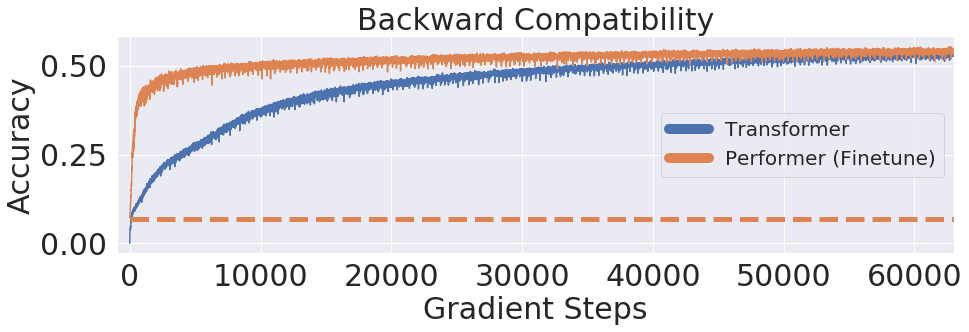 Backward Compatibility
Accuracy
0.50
0.25
0.00
Transformer
Performer (Finetune)
0 10000 20000 30000 40000 50000 60000
Gradient Steps